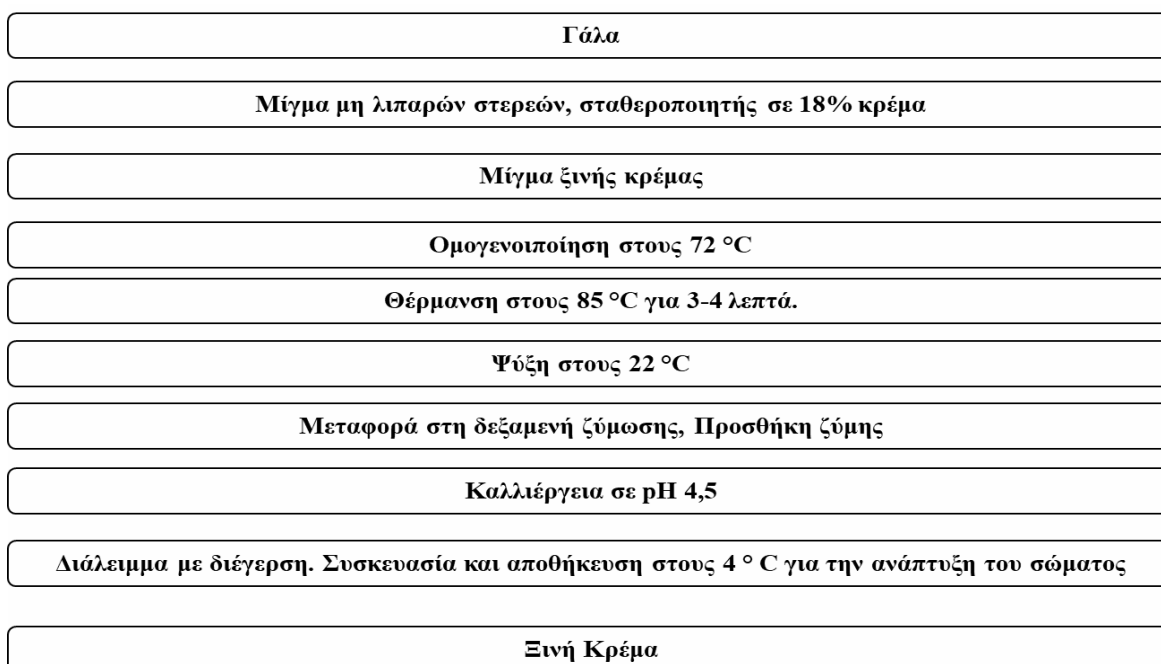 Γάλα
Μίγμα μη λιπαρών στερεών, σταθεροποιητής σε 18% κρέμα
Μίγμα ξινής κρέμας
Ομογενοιποίηση στους 72 °C
Θέρμανση στους 85 °C για 3-4 λεπτά.
Ψύξη στους 22 °C
Μεταφορά στη δεξαμενή ζύμωσης, Προσθήκη ζύμης
Καλλιέργεια σε pH 4,5
Διάλειμμα με διέγερση. Συσκευασία και αποθήκευση στους 4 ° C για την ανάπτυξη του σώματος
Ξινή Κρέμα